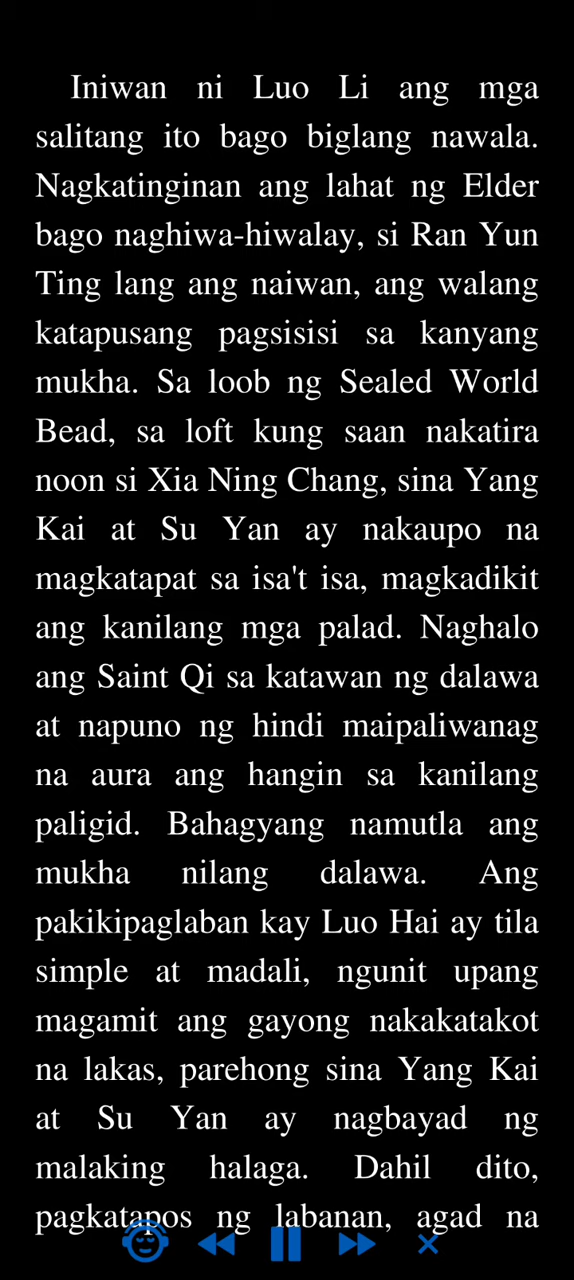 Iniwan ni Luo Li ang mga
salitang ito bago biglang nawala.
Nagkatinginan ang lahat ng Elder
bago naghiwa-hiwalay, si Ran Yun
Ting lang ang naiwan, ang walang
katapusang pagsisisi sa kanyang
mukha. Sa loob ng Sealed World
Bead, sa loft kung saan nakatira
noon si Xia Ning Chang, sina Yang
Kai at Su Yan ay nakaupo na
magkatapat sa isa't isa, magkadikit
ang kanilang mga palad. Naghalo
ang Saint Qi sa katawan ng dalawa
at napuno ng hindi maipaliwanag
na aura ang hangin sa kanilang
paligid. Bahagyang namutla ang
mukha nilang dalawa. Ang
pakikipaglaban kay Luo Hai ay tila
simple at madali, ngunit upang
magamit ang gayong nakakatakot
na lakas, parehong sina Yang Kai
at Su Yan ay nagbayad ng
malaking halaga. Dahil dito,
pagkatapos ng labanan, agad na